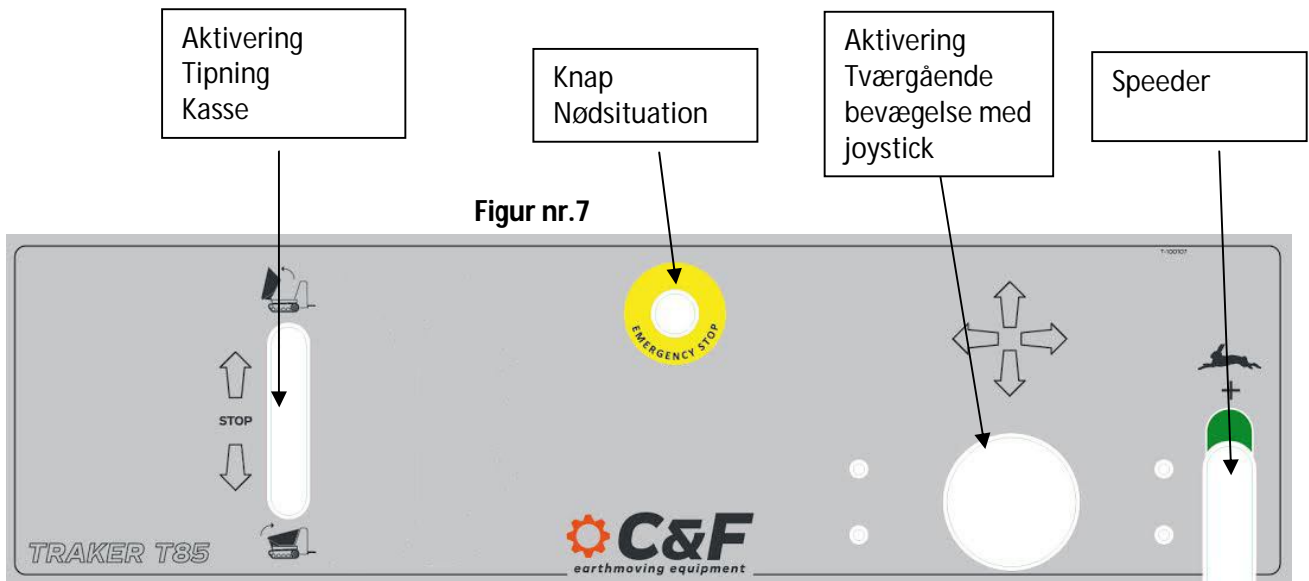 Aktivering
Tipning
Kasse
Knap
Nødsituation
Aktivering
Tværgående
bevægelse med
joystick
Speeder
Figur nr.7
T-100107
EMERGENCY STOP
STOP
+
TRAKER T85
C&F
earthmoving equipment